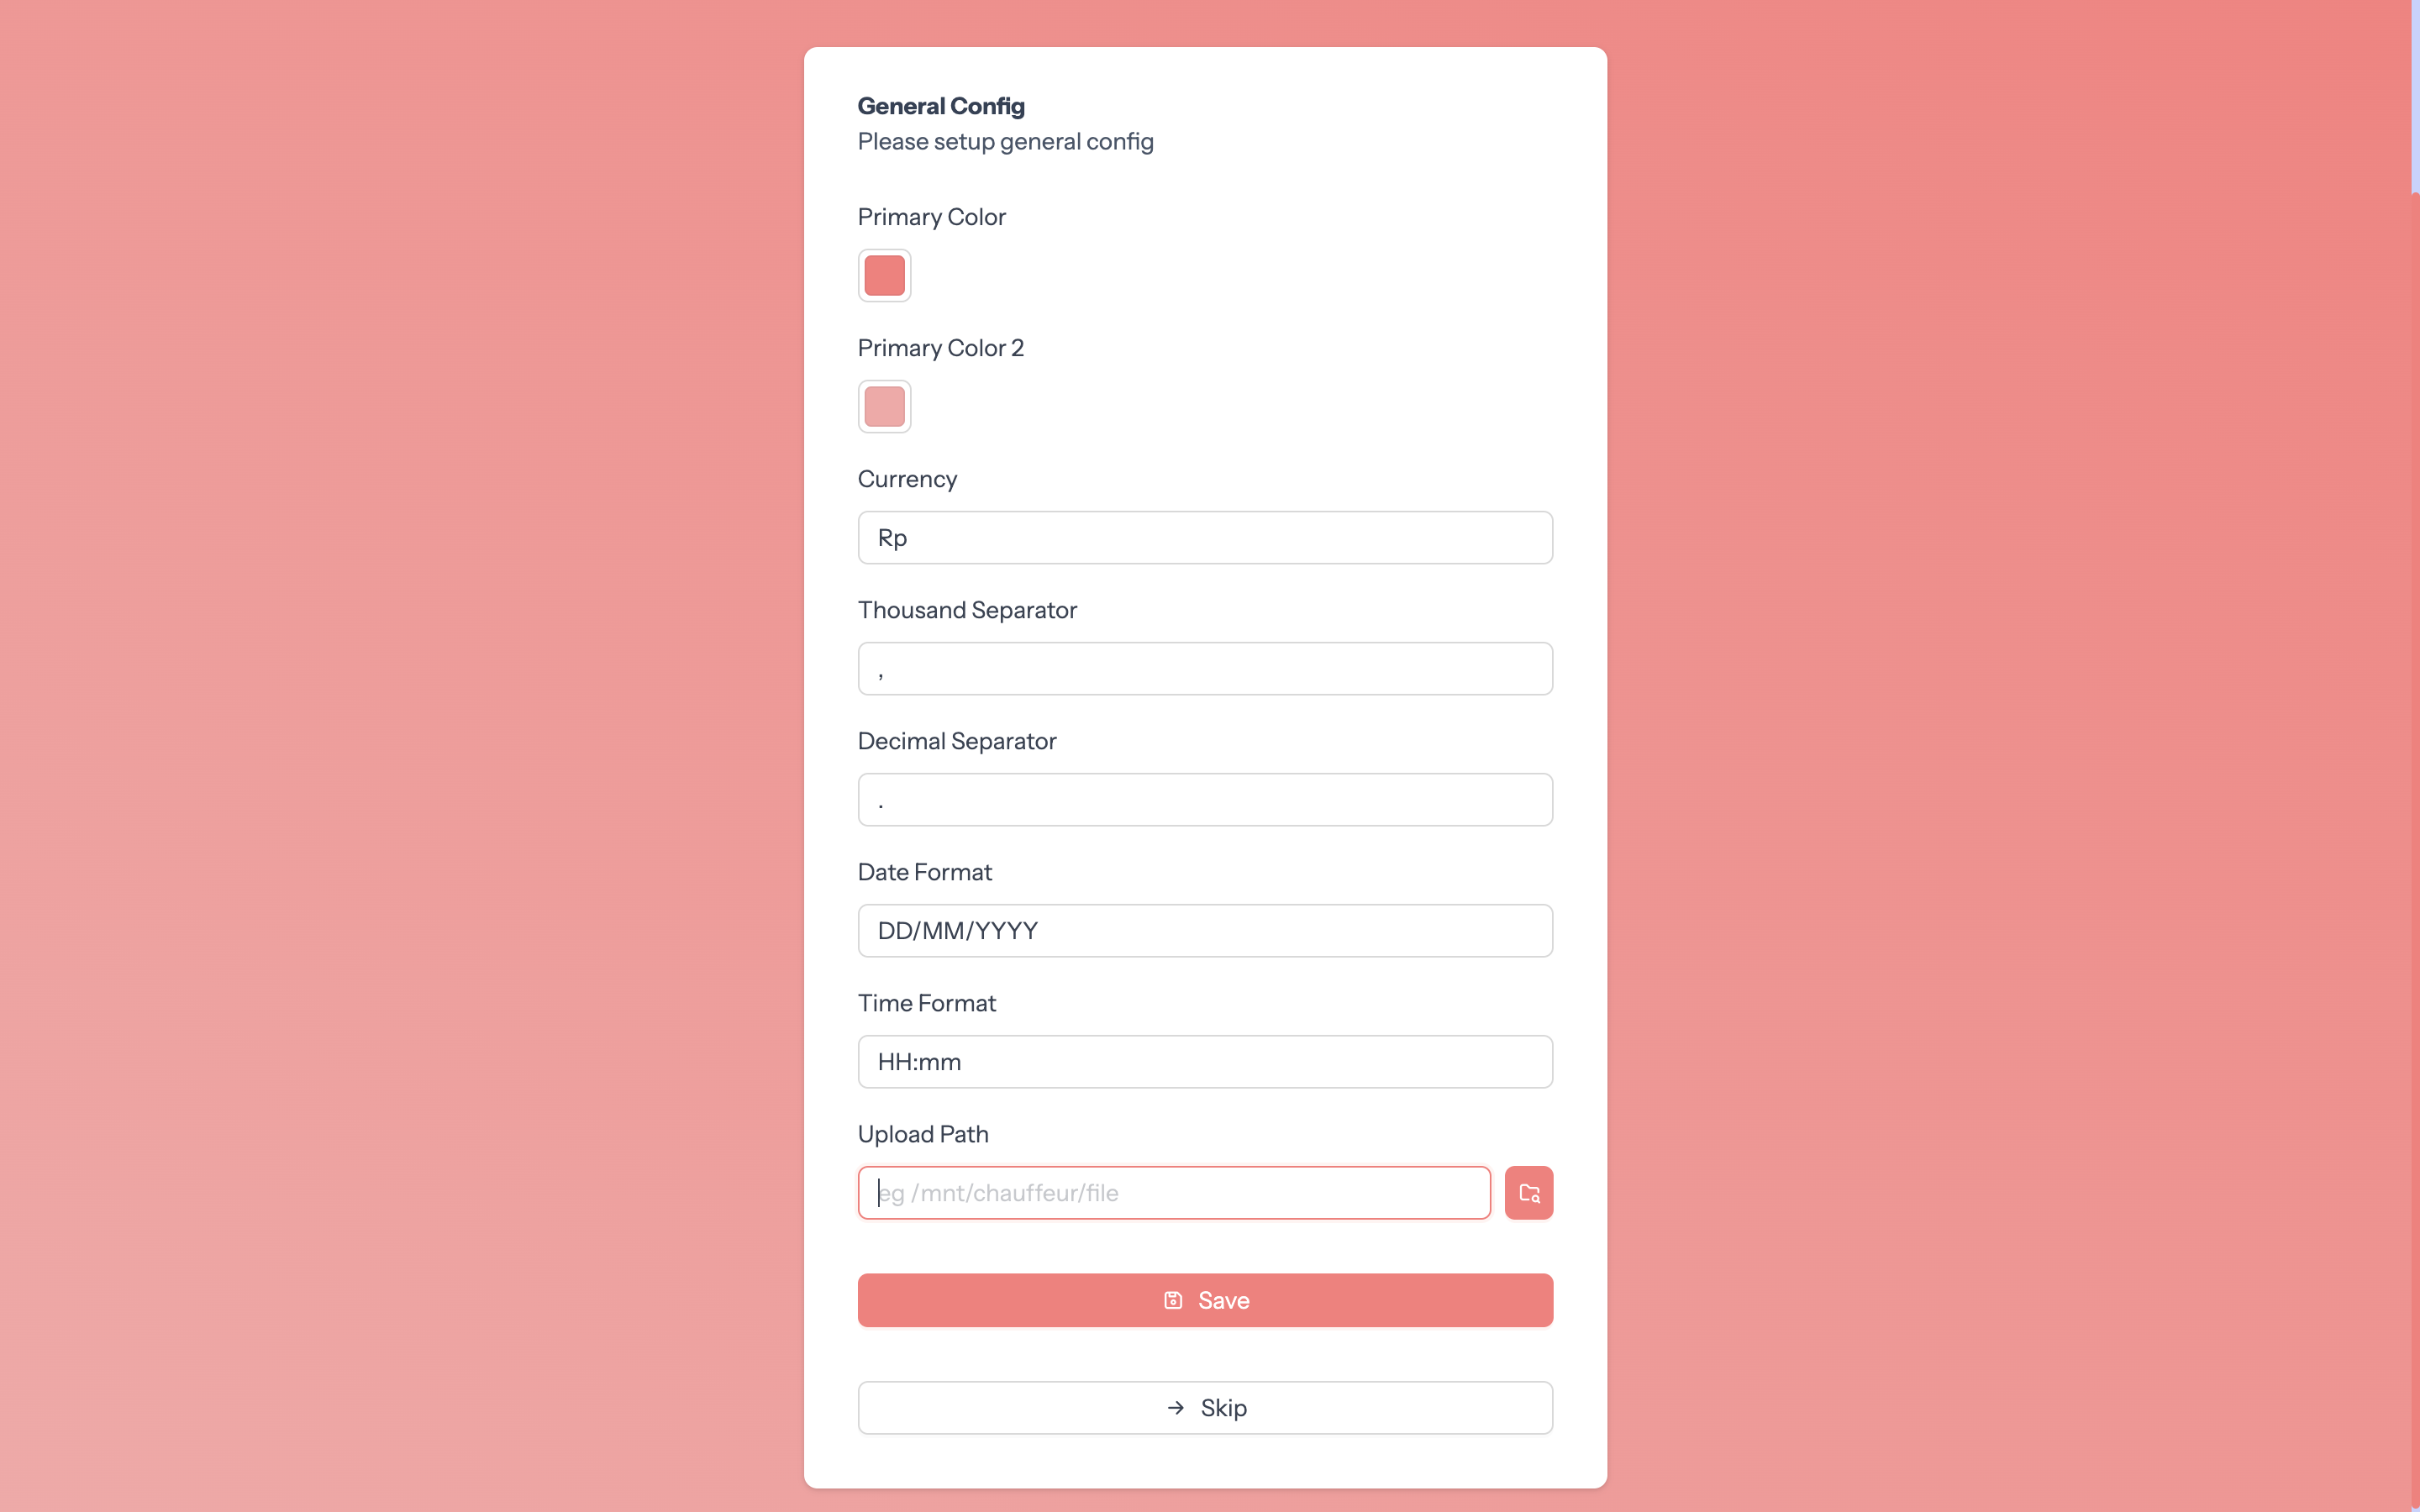 General Config
Please setup general config
Primary Color
Primary Color 2
Currency
Rp
Thousand Separator
,
Decimal Separator
.
Date Format
DD/MM/YYYY
Time Format
HH:mm
Upload Path
eg /mnt/chauffeur/file
Save
Skip